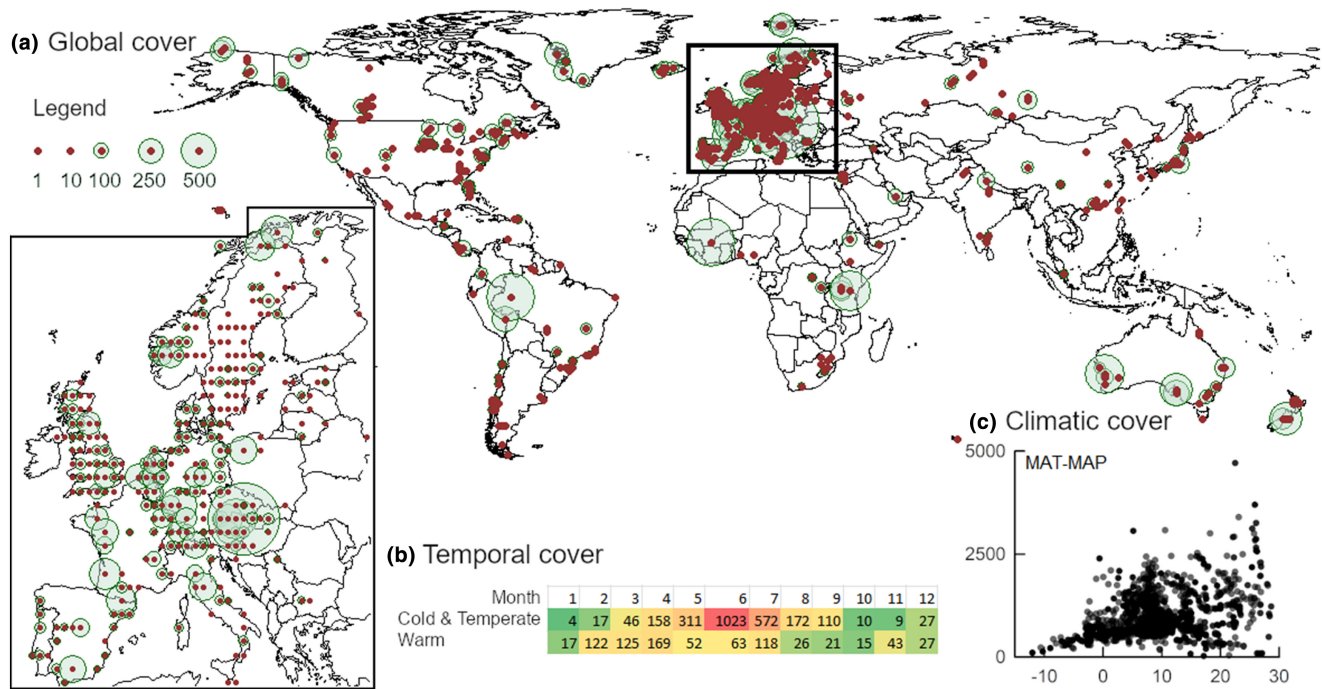 (a) Global cover
Legend
1 10 100 250 500
(b) Temporal cover
Month 1 2 3 4 5 6 7 8 9 10 11 12
Cold & Temperate 4 17 46 158 311 1023 572 172 110 10 9 27
Warm 17 122 125 169 52 63 118 26 21 15 43 27
(c) Climatic cover
5000
MAT-MAP
2500
0
-10 0 10 20 30